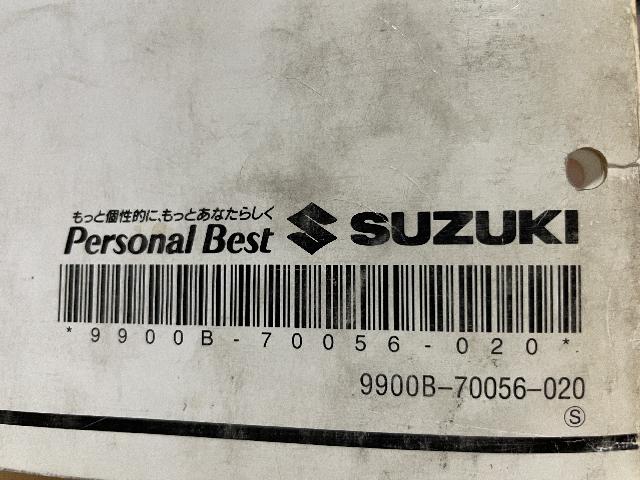 もっと個性的に、もっとあなたらしく
Personal Best SUZUKI
*9900B-70056-020*
9900B-70056-020
S